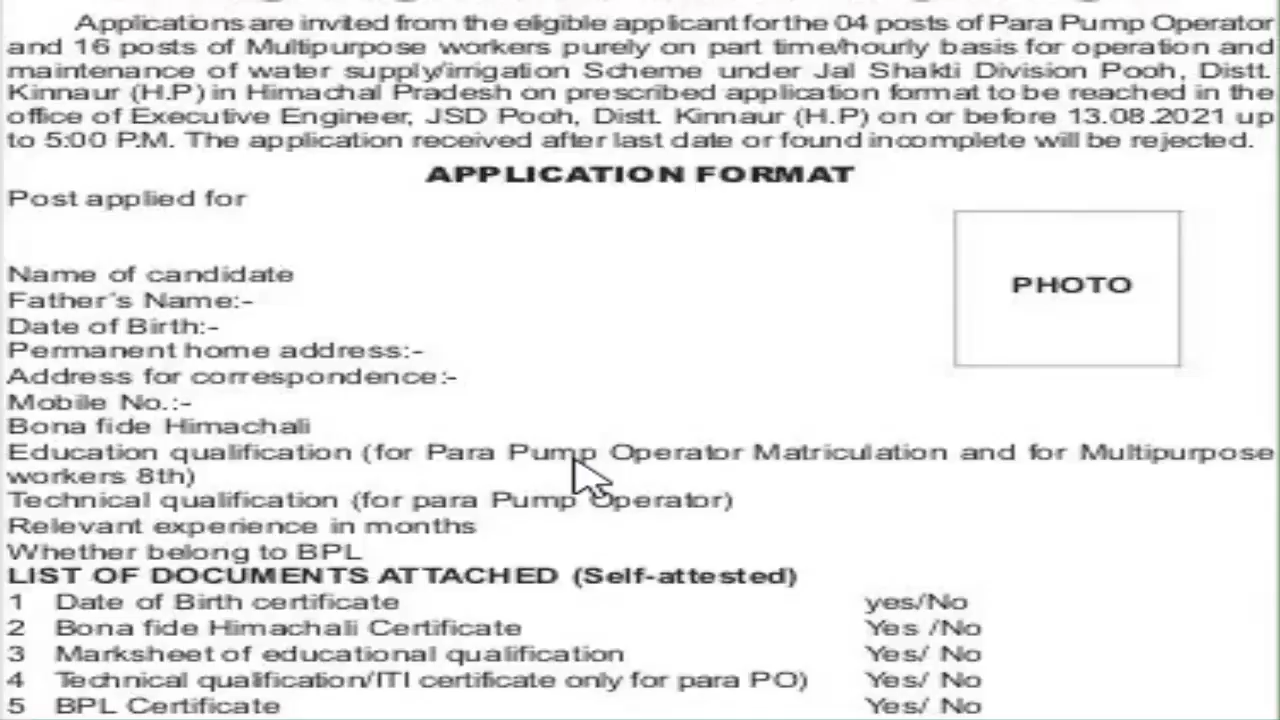 Applications are invited from the eligible applicant for the 04 posts of Para Pump Operator
and 16 posts of Multipurpose workers purely on part time/hourly basis for operation and
maintenance of water supply/irrigation Scheme under Jal Shakti Division Pooh, Distt.
Kinnaur (H.P) in Himachal Pradesh on prescribed application format to be reached in the
office of Executive Engineer, JSD Pooh, Distt. Kinnaur (H.P) on or before 13.08.2021 up
to 5:00 P.M. The application received after last date or found incomplete will be rejected.
APPLICATION FORMAT
Post applied for
PHOTO
Name of candidate
Father's Name:-
Date of Birth:-
Permanent home address:-
Address for correspondence:-
Mobile No.:-
Bona fide Himachali
Education qualification (for Para Pump Operator Matriculation and for Multipurpose
workers 8th)
Technical qualification (for para Pump Operator)
Relevant experience in months
Whether belong to BPL
LIST OF DOCUMENTS ATTACHED (Self-attested)
1 Date of Birth certificate yes/No
2 Bona fide Himachali Certificate Yes /No
3 Marksheet of educational qualification Yes/ No
4 Technical qualification/ITI certificate only for para PO) Yes/ No
5 BPL Certificate Yes/ No